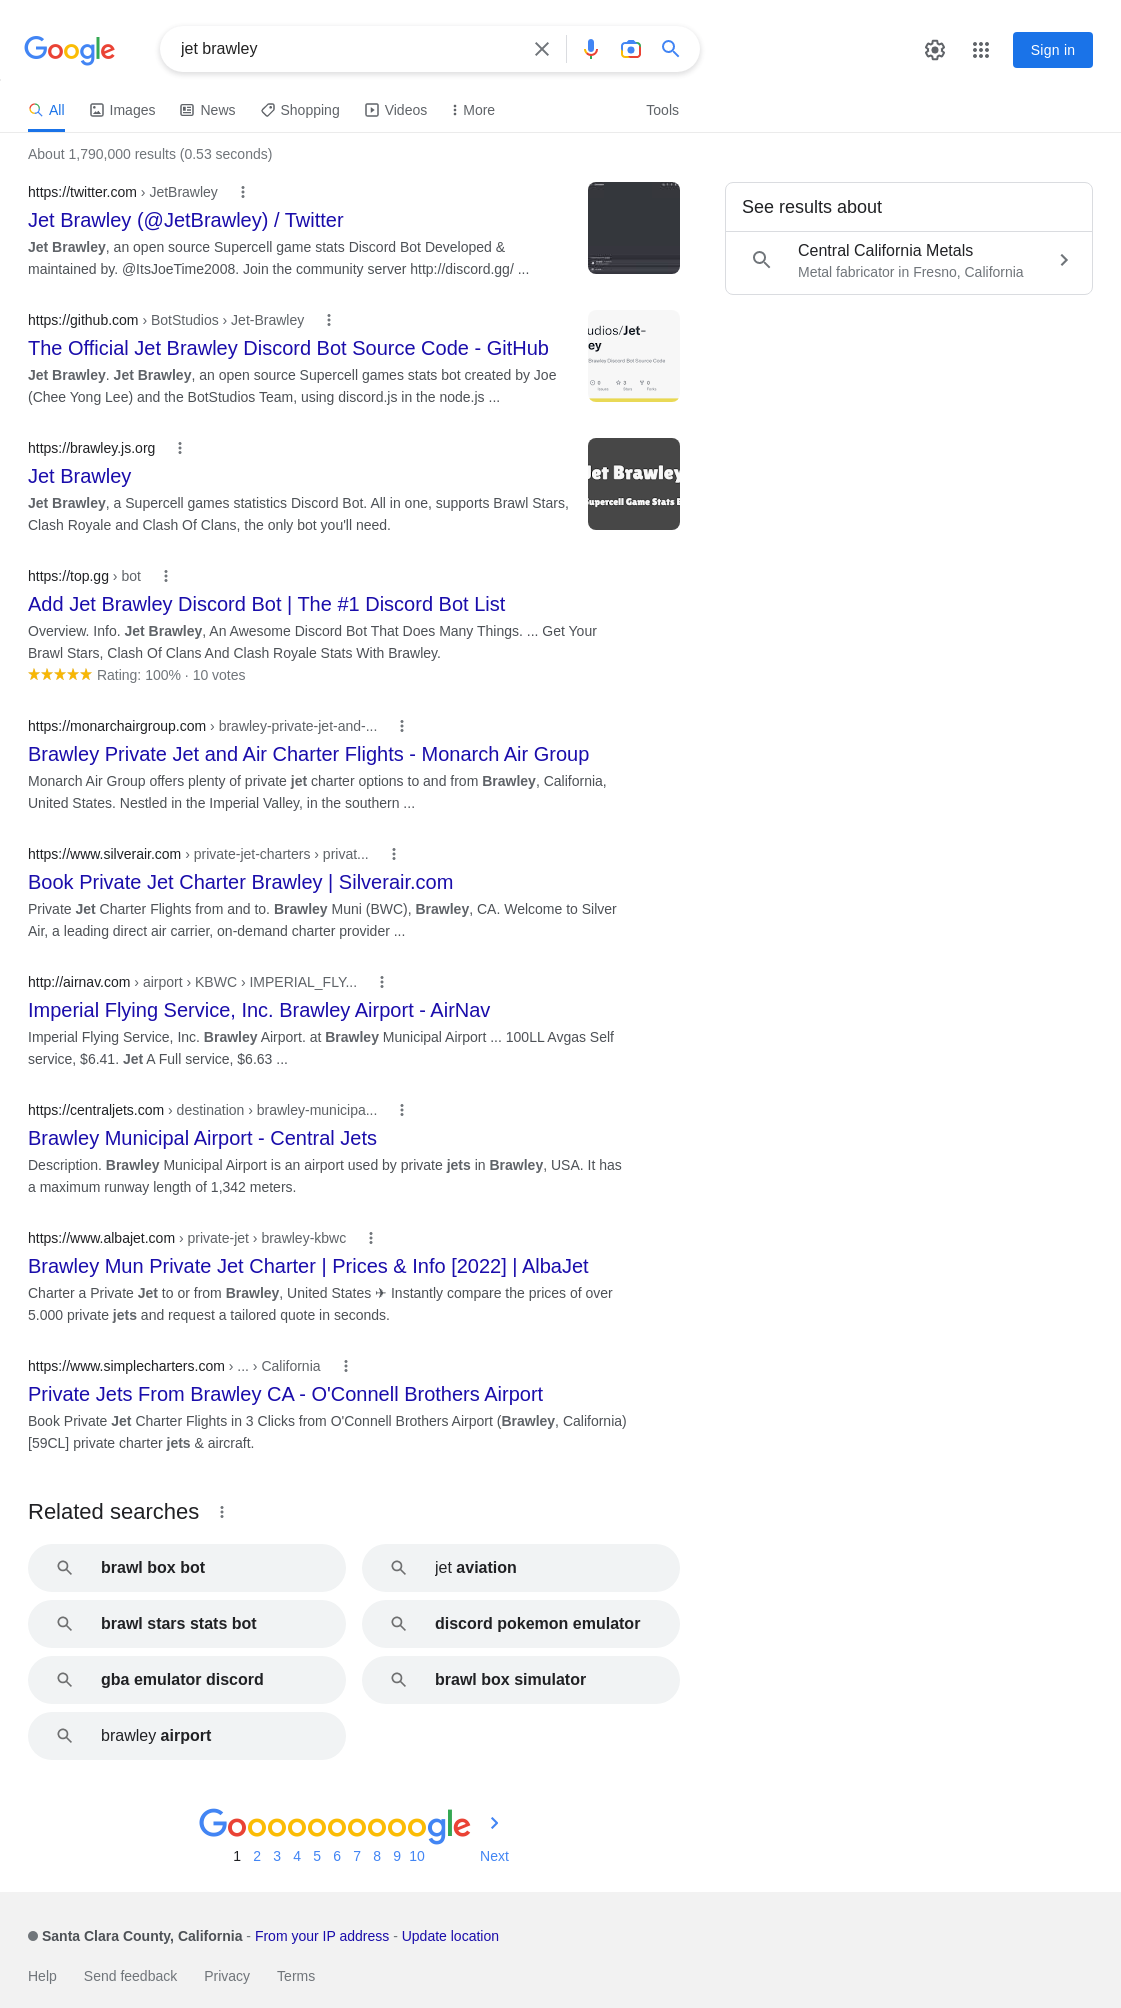 Google
jet brawley
Sign in
All
Images
News
Shopping
Videos
More
Tools
About 1,790,000 results (0.53 seconds)
https://twitter.com › JetBrawley
Jet Brawley (@JetBrawley) / Twitter
Jet Brawley, an open source Supercell game stats Discord Bot Developed &
maintained by. @ItsJoeTime2008. Join the community server http://discord.gg/ ...
See results about
Central California Metals
Metal fabricator in Fresno, California
https://github.com › BotStudios › Jet-Brawley
The Official Jet Brawley Discord Bot Source Code - GitHub
Jet Brawley. Jet Brawley, an open source Supercell games stats bot created by Joe
(Chee Yong Lee) and the BotStudios Team, using discord.js in the node.js ...
udios/Jet-
ey
Brawley Discord Bot Source Code
https://brawley.js.org
Jet Brawley
Jet Brawley, a Supercell games statistics Discord Bot. All in one, supports Brawl Stars,
Clash Royale and Clash Of Clans, the only bot you'll need.
Jet Brawley
Supercell Game Stats B
https://top.gg › bot
Add Jet Brawley Discord Bot | The #1 Discord Bot List
Overview. Info. Jet Brawley, An Awesome Discord Bot That Does Many Things. ... Get Your
Brawl Stars, Clash Of Clans And Clash Royale Stats With Brawley.
Rating: 100% · 10 votes
https://monarchairgroup.com › brawley-private-jet-and-...
Brawley Private Jet and Air Charter Flights - Monarch Air Group
Monarch Air Group offers plenty of private jet charter options to and from Brawley, California,
United States. Nestled in the Imperial Valley, in the southern ...
https://www.silverair.com › private-jet-charters › privat...
Book Private Jet Charter Brawley | Silverair.com
Private Jet Charter Flights from and to. Brawley Muni (BWC), Brawley, CA. Welcome to Silver
Air, a leading direct air carrier, on-demand charter provider ...
http://airnav.com › airport › KBWC › IMPERIAL_FLY...
Imperial Flying Service, Inc. Brawley Airport - AirNav
Imperial Flying Service, Inc. Brawley Airport. at Brawley Municipal Airport ... 100LL Avgas Self
service, $6.41. Jet A Full service, $6.63 ...
https://centraljets.com › destination › brawley-municipa...
Brawley Municipal Airport - Central Jets
Description. Brawley Municipal Airport is an airport used by private jets in Brawley, USA. It has
a maximum runway length of 1,342 meters.
https://www.albajet.com › private-jet › brawley-kbwc
Brawley Mun Private Jet Charter | Prices & Info [2022] | AlbaJet
Charter a Private Jet to or from Brawley, United States ✈ Instantly compare the prices of over
5.000 private jets and request a tailored quote in seconds.
https://www.simplecharters.com › ... › California
Private Jets From Brawley CA - O'Connell Brothers Airport
Book Private Jet Charter Flights in 3 Clicks from O'Connell Brothers Airport (Brawley, California)
[59CL] private charter jets & aircraft.
Related searches
brawl box bot
jet aviation
brawl stars stats bot
discord pokemon emulator
gba emulator discord
brawl box simulator
brawley airport
Goooooooooogle
1 2 3 4 5 6 7 8 9 10 Next
Santa Clara County, California - From your IP address - Update location
Help Send feedback Privacy Terms